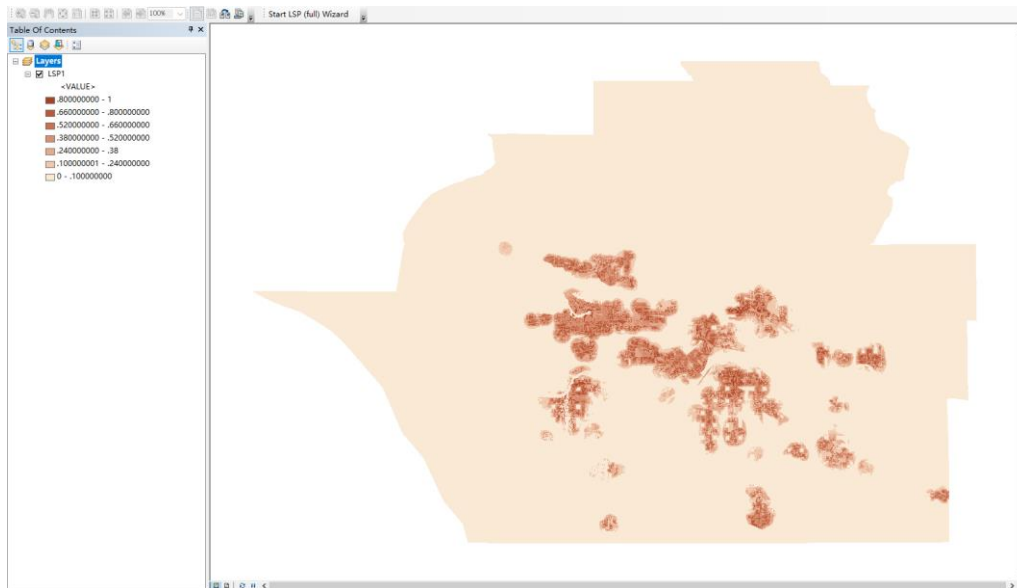 100%
Start LSP (full) Wizard
Table Of Contents
Layers
LSP1
<VALUE>
.800000000 - 1
.660000000 - .800000000
.520000000 - .660000000
.380000000 - .520000000
.240000000 - .38
.100000001 - .240000000
0 - .100000000